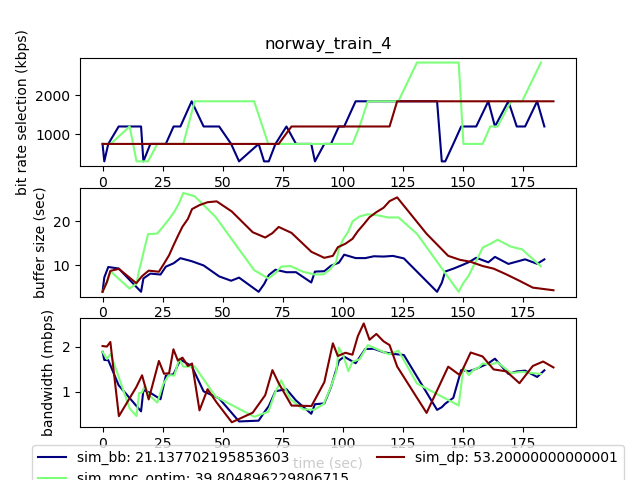 norway_train_4
bit rate selection (kbps)
2000
1000
0 25 50 75 100 125 150 175
buffer size (sec)
20
10
0 25 50 75 100 125 150 175
bandwidth (mbps)
2
1
0 25 50 75 100 125 150 175
time (sec)
sim_bb: 21.137702195853603
sim_dp: 53.20000000000001
sim_mpc_optim: 39.804896229806715